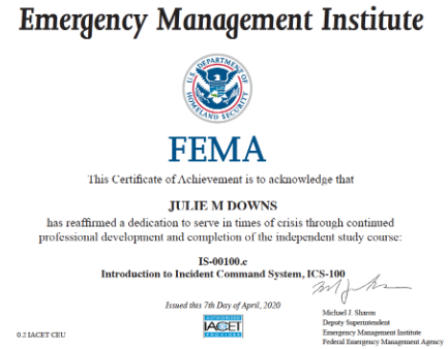 Emergency Management Institute
U.S. DEPARTMENT OF
HOMELAND SECURITY
FEMA
This Certificate of Achievement is to acknowledge that
JULIE M DOWNS
has reaffirmed a dedication to serve in times of crisis through continued
professional development and completion of the independent study course:
IS-00100.c
Introduction to Incident Command System, ICS-100
Issued this 7th Day of April, 2020
0.2 IACET CEU
IACET
Michael J. Sharon
Deputy Superintendent
Emergency Management Institute
Federal Emergency Management Agency